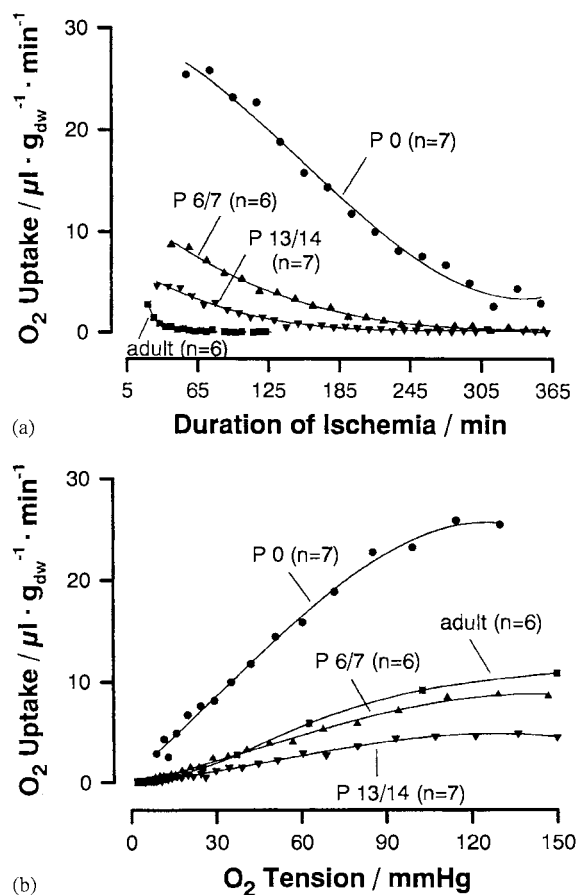 (a)
O₂ Uptake / µl · g_dw⁻¹ · min⁻¹
30
20
10
0
P 0 (n=7)
P 6/7 (n=6)
P 13/14
(n=7)
adult (n=6)
5 65 125 185 245 305 365
Duration of Ischemia / min
(b)
O₂ Uptake / µl · g_dw⁻¹ · min⁻¹
30
20
10
0
P 0 (n=7)
adult (n=6)
P 6/7 (n=6)
P 13/14 (n=7)
0 30 60 90 120 150
O₂ Tension / mmHg